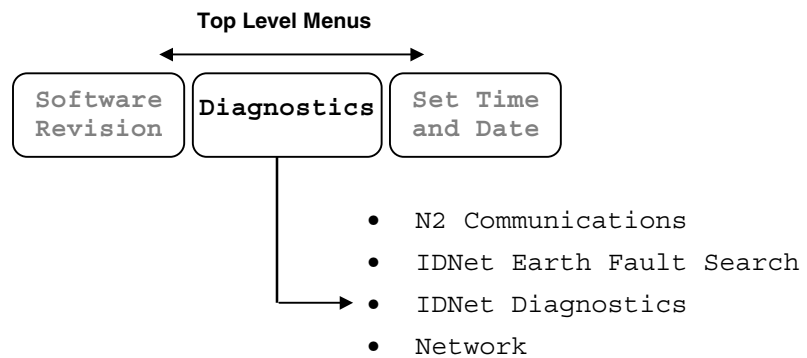 Top Level Menus
Software
Revision
Diagnostics
Set Time
and Date
• N2 Communications
• IDNet Earth Fault Search
• IDNet Diagnostics
• Network